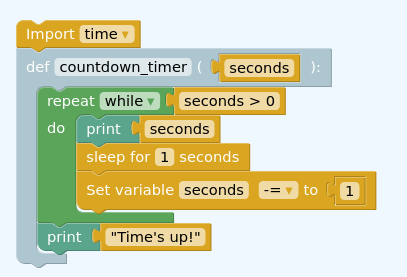 Import time ▾
def countdown_timer ( seconds ):
repeat while ▾ seconds > 0
do print seconds
sleep for 1 seconds
Set variable seconds -= ▾ to 1
print "Time's up!"